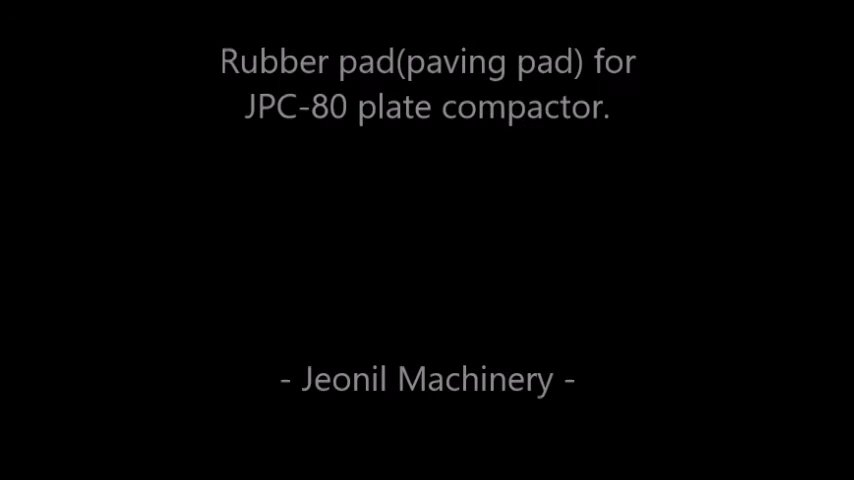 Rubber pad(paving pad) for
JPC-80 plate compactor.
- Jeonil Machinery -